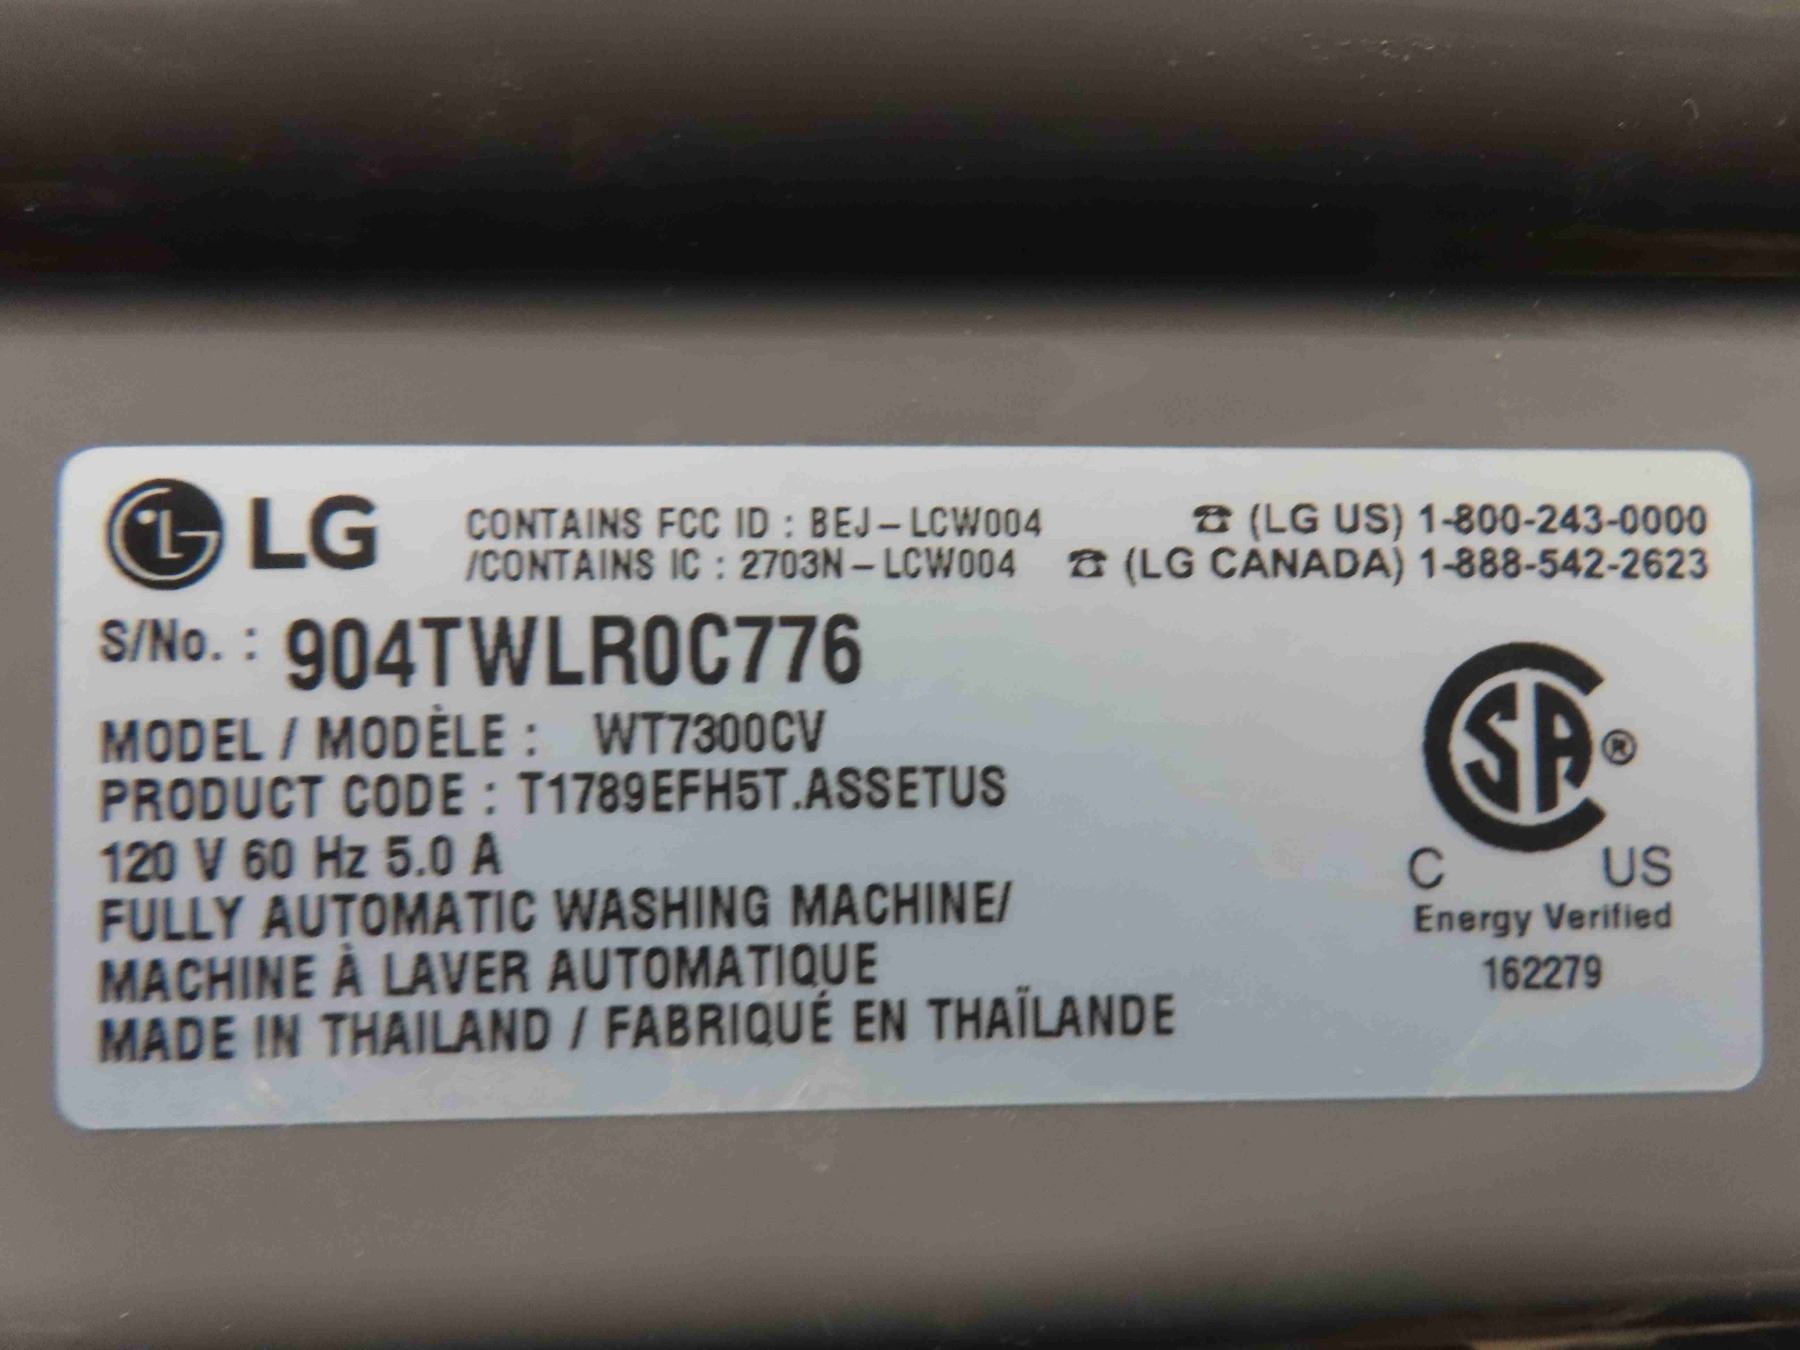 LG
CONTAINS FCC ID : BEJ-LCW004
/CONTAINS IC : 2703N-LCW004
☎ (LG US) 1-800-243-0000
☎ (LG CANADA) 1-888-542-2623
S/No. : 904TWLR0C776
MODEL / MODÈLE : WT7300CV
PRODUCT CODE : T1789EFH5T.ASSETUS
120 V 60 Hz 5.0 A
FULLY AUTOMATIC WASHING MACHINE/
MACHINE À LAVER AUTOMATIQUE
MADE IN THAILAND / FABRIQUÉ EN THAÏLANDE
SA ®
C US
Energy Verified
162279